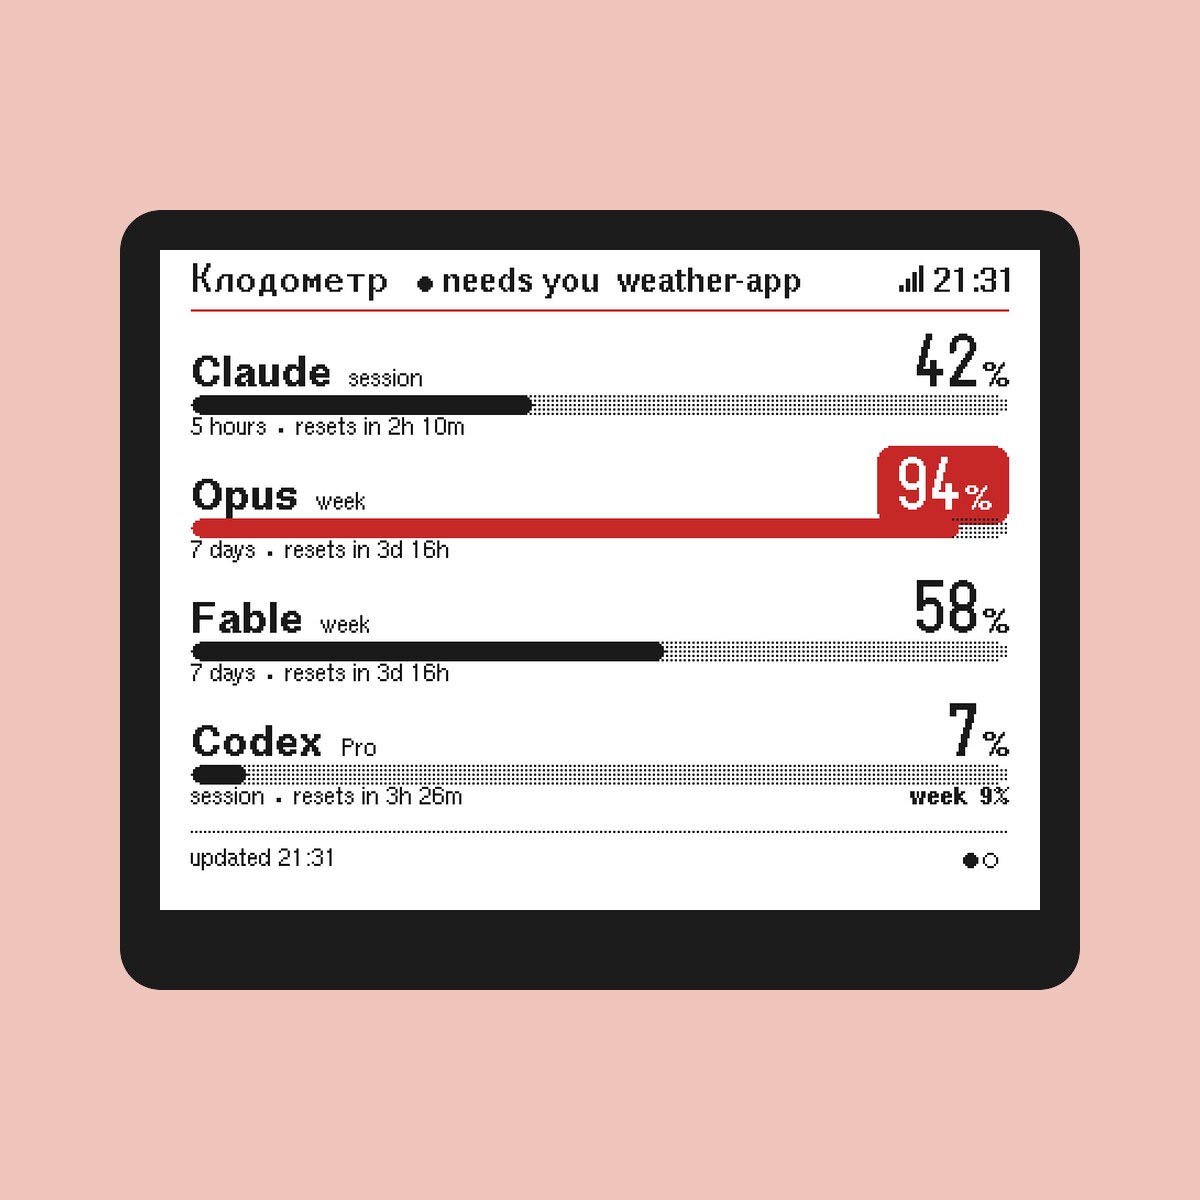 Клодометр ● needs you weather-app 21:31
Claude session 42%
5 hours • resets in 2h 10m
Opus week 94%
7 days • resets in 3d 16h
Fable week 58%
7 days • resets in 3d 16h
Codex Pro 7%
session • resets in 3h 26m week 9%
updated 21:31